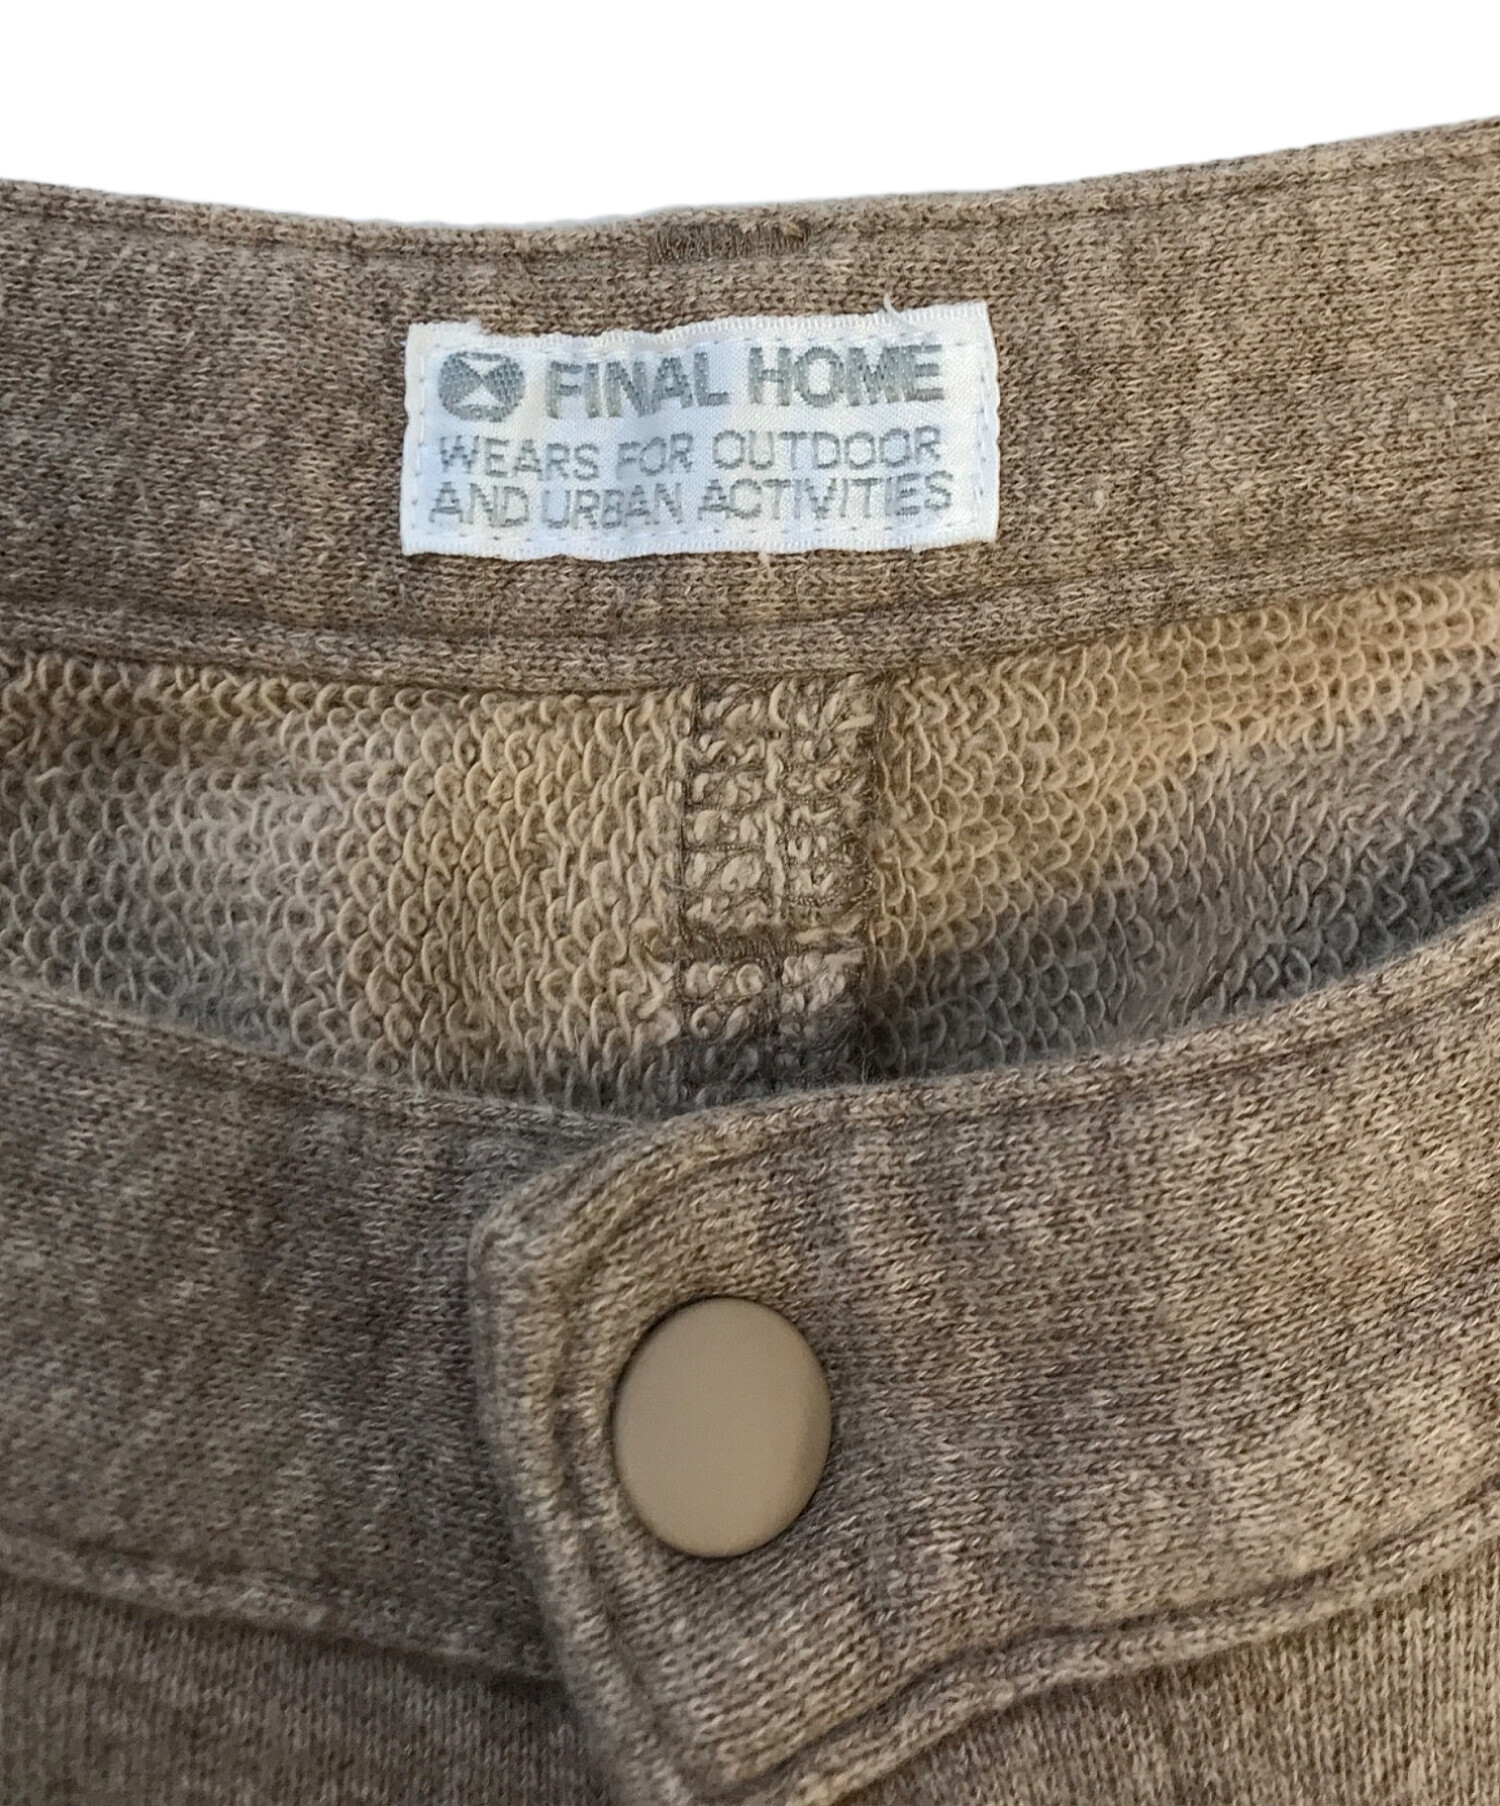 FINAL HOME
WEARS FOR OUTDOOR
AND URBAN ACTIVITIES